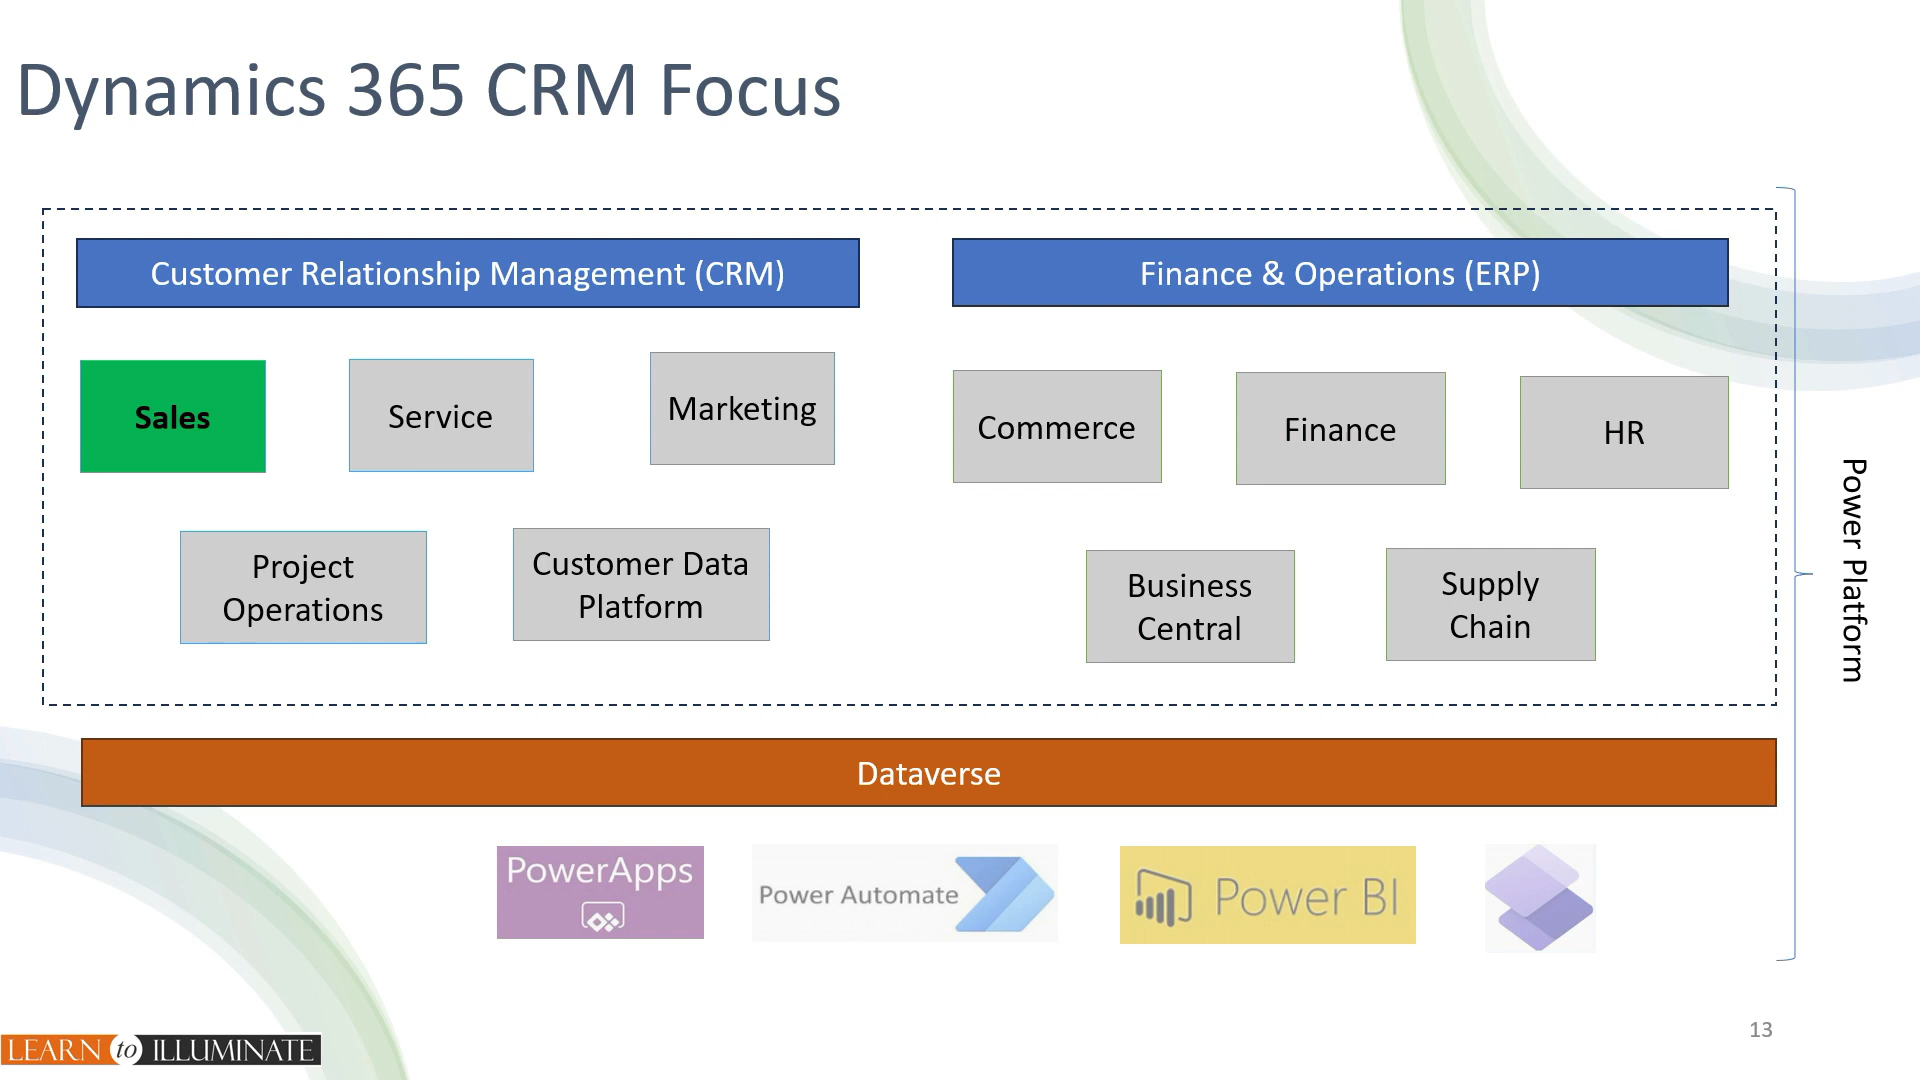 Dynamics 365 CRM Focus
Customer Relationship Management (CRM)
Finance & Operations (ERP)
Sales
Service
Marketing
Commerce
Finance
HR
Project
Operations
Customer Data
Platform
Business
Central
Supply
Chain
Power Platform
Dataverse
PowerApps
Power Automate
Power BI
LEARN to ILLUMINATE
13